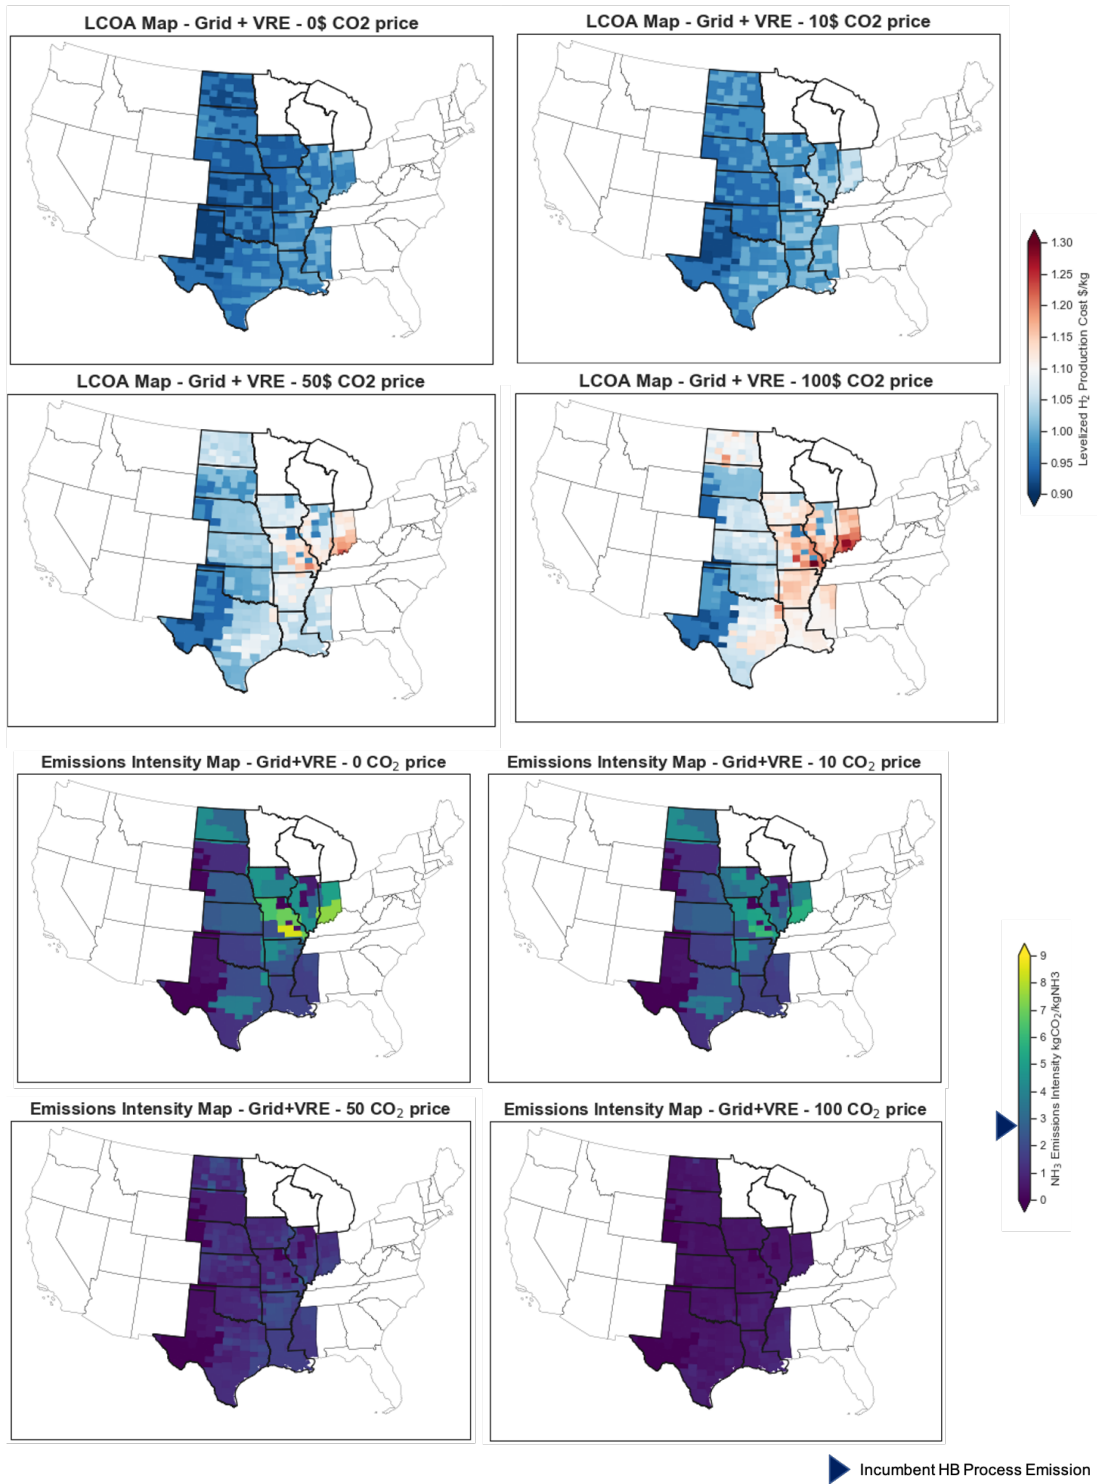 LCOA Map - Grid + VRE - 0$ CO2 price
LCOA Map - Grid + VRE - 10$ CO2 price
1.30
1.25
1.20
1.15
1.10
1.05
1.00
0.95
0.90
Levelized H₂ Production Cost $/kg
LCOA Map - Grid + VRE - 50$ CO2 price
LCOA Map - Grid + VRE - 100$ CO2 price
Emissions Intensity Map - Grid+VRE - 0 CO₂ price
Emissions Intensity Map - Grid+VRE - 10 CO₂ price
9
8
7
6
5
4
3
2
1
0
NH₃ Emissions Intensity kgCO₂/kgNH3
Emissions Intensity Map - Grid+VRE - 50 CO₂ price
Emissions Intensity Map - Grid+VRE - 100 CO₂ price
Incumbent HB Process Emission